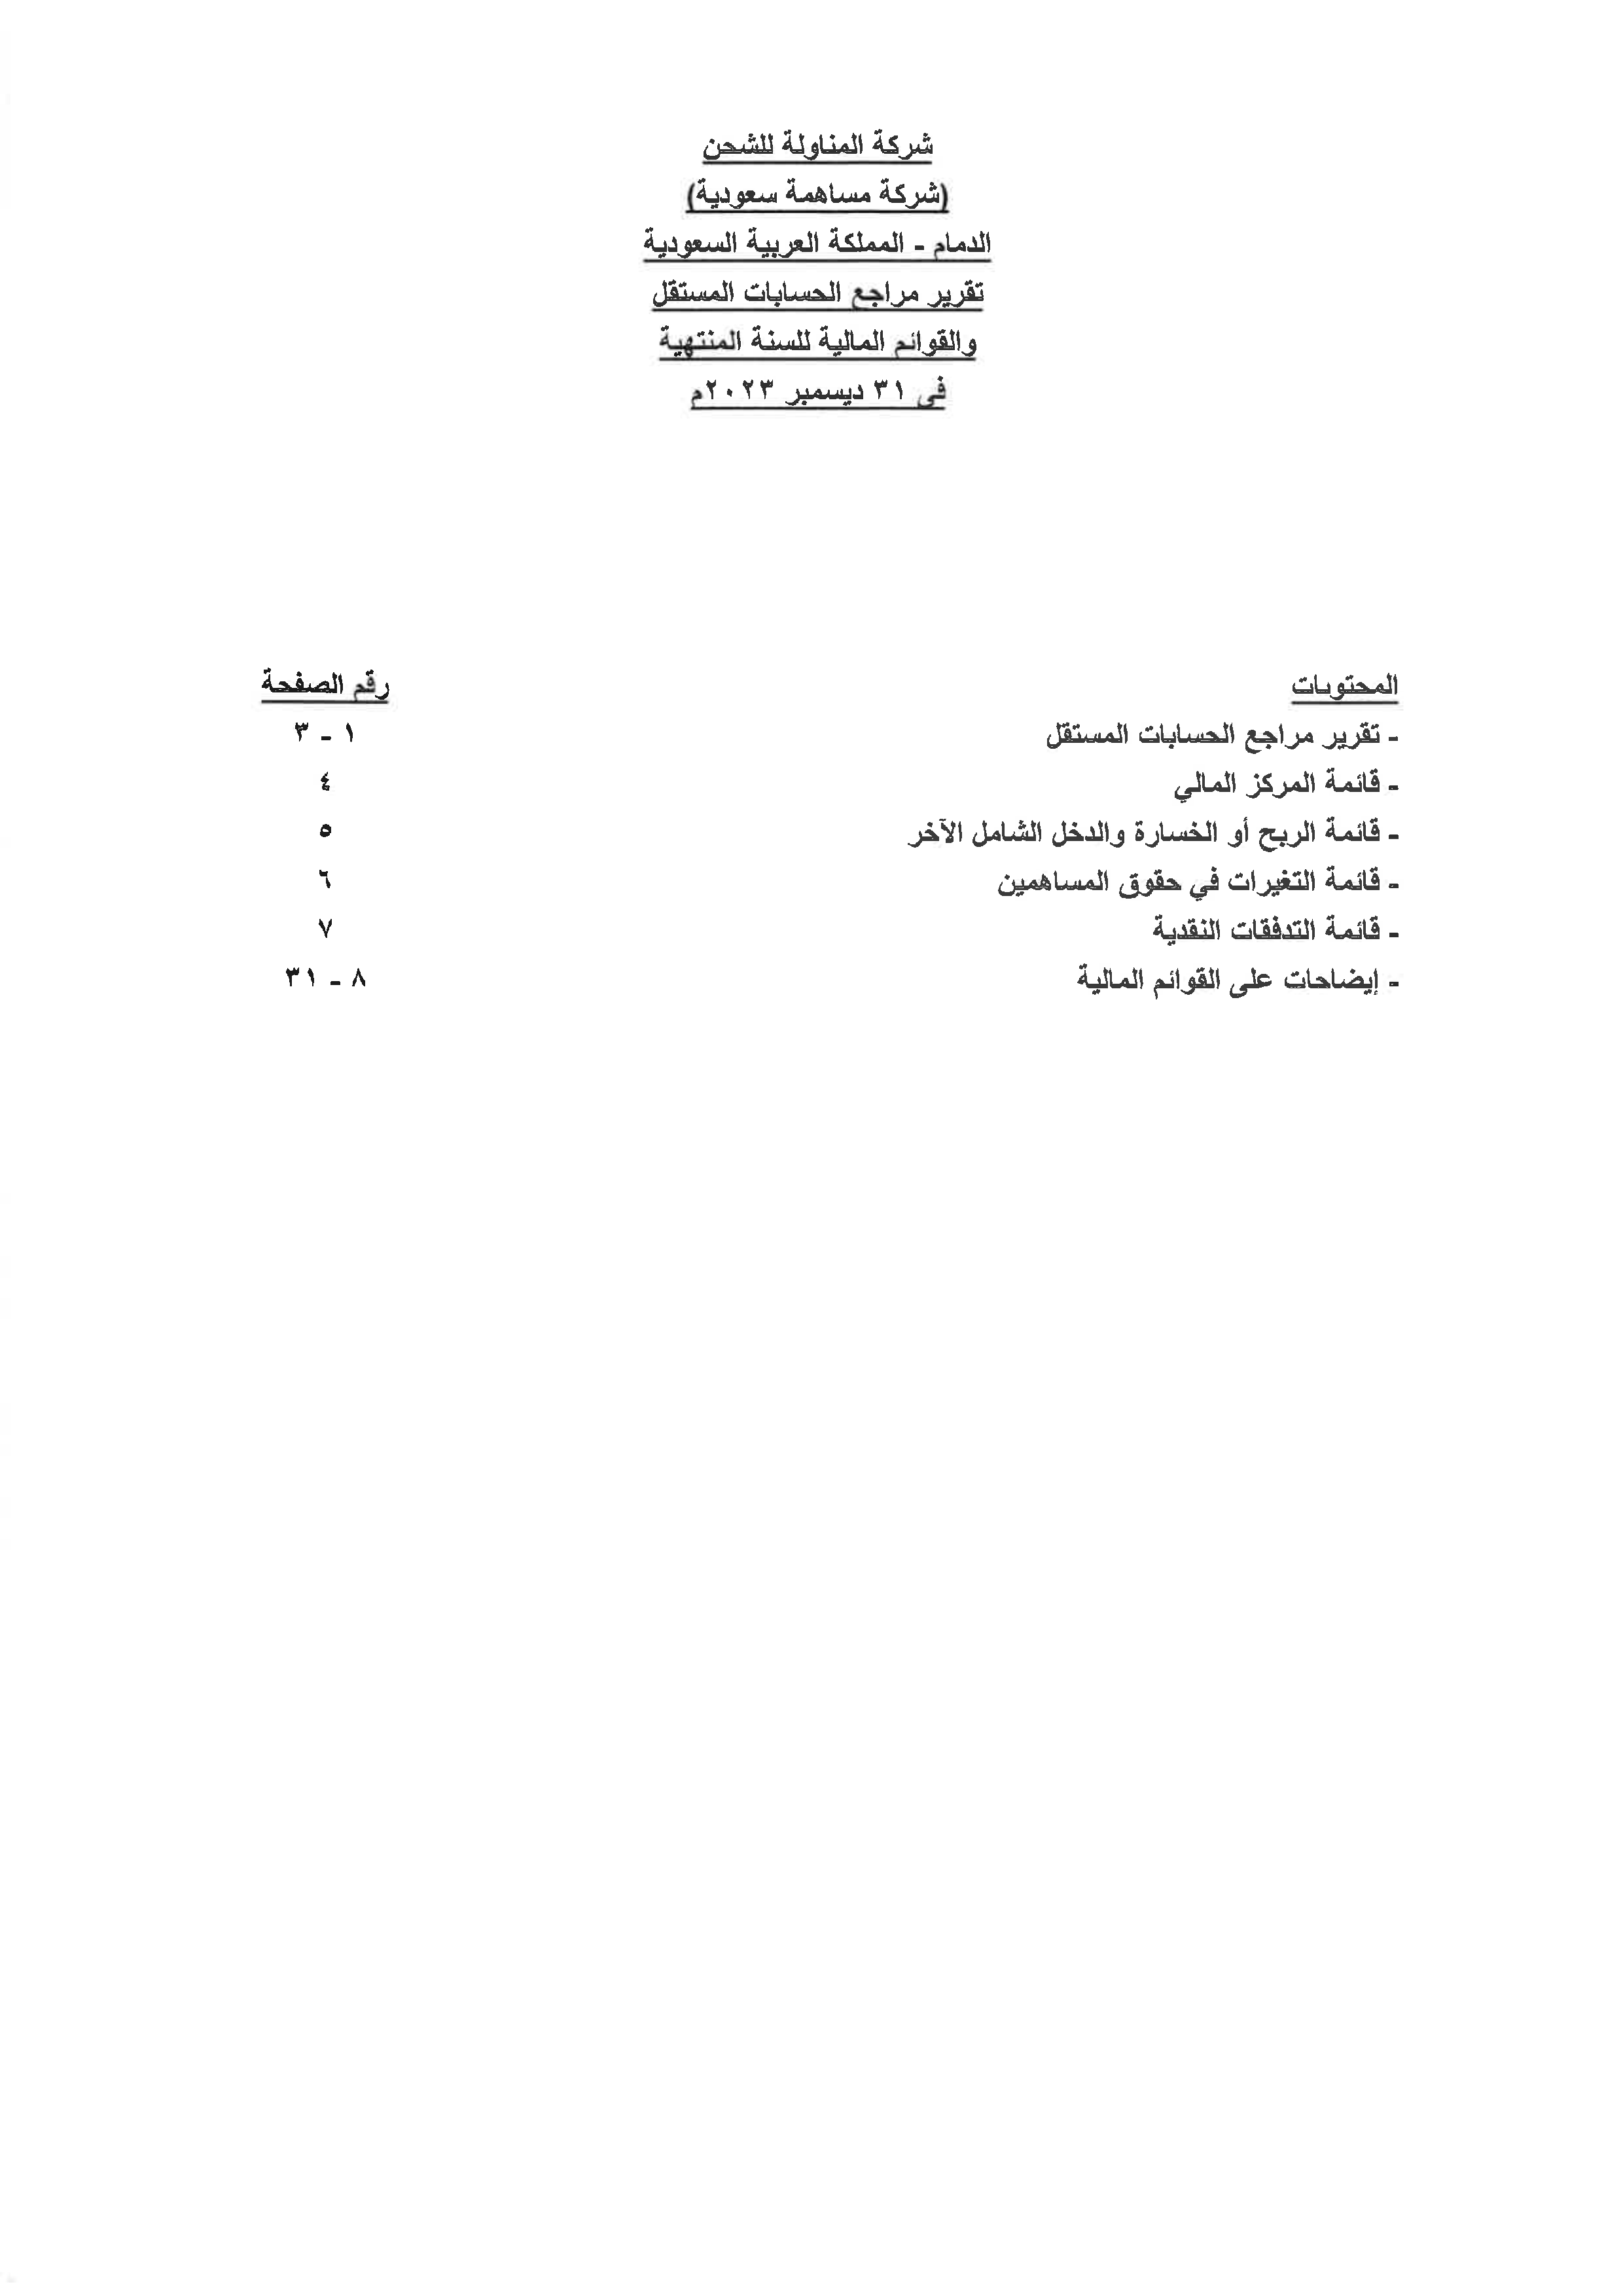 شركة المناولة للشحن
(شركة مساهمة سعودية)
الدمام - المملكة العربية السعودية
تقرير مراجع الحسابات المستقل
والقوائم المالية للسنة المنتهية
في ٣١ ديسمبر ٢٠٢٣م
المحتويات رقم الصفحة
- تقرير مراجع الحسابات المستقل ١ - ٣
- قائمة المركز المالي ٤
- قائمة الربح أو الخسارة والدخل الشامل الآخر ٥
- قائمة التغيرات في حقوق المساهمين ٦
- قائمة التدفقات النقدية ٧
- إيضاحات على القوائم المالية ٨ - ٣١